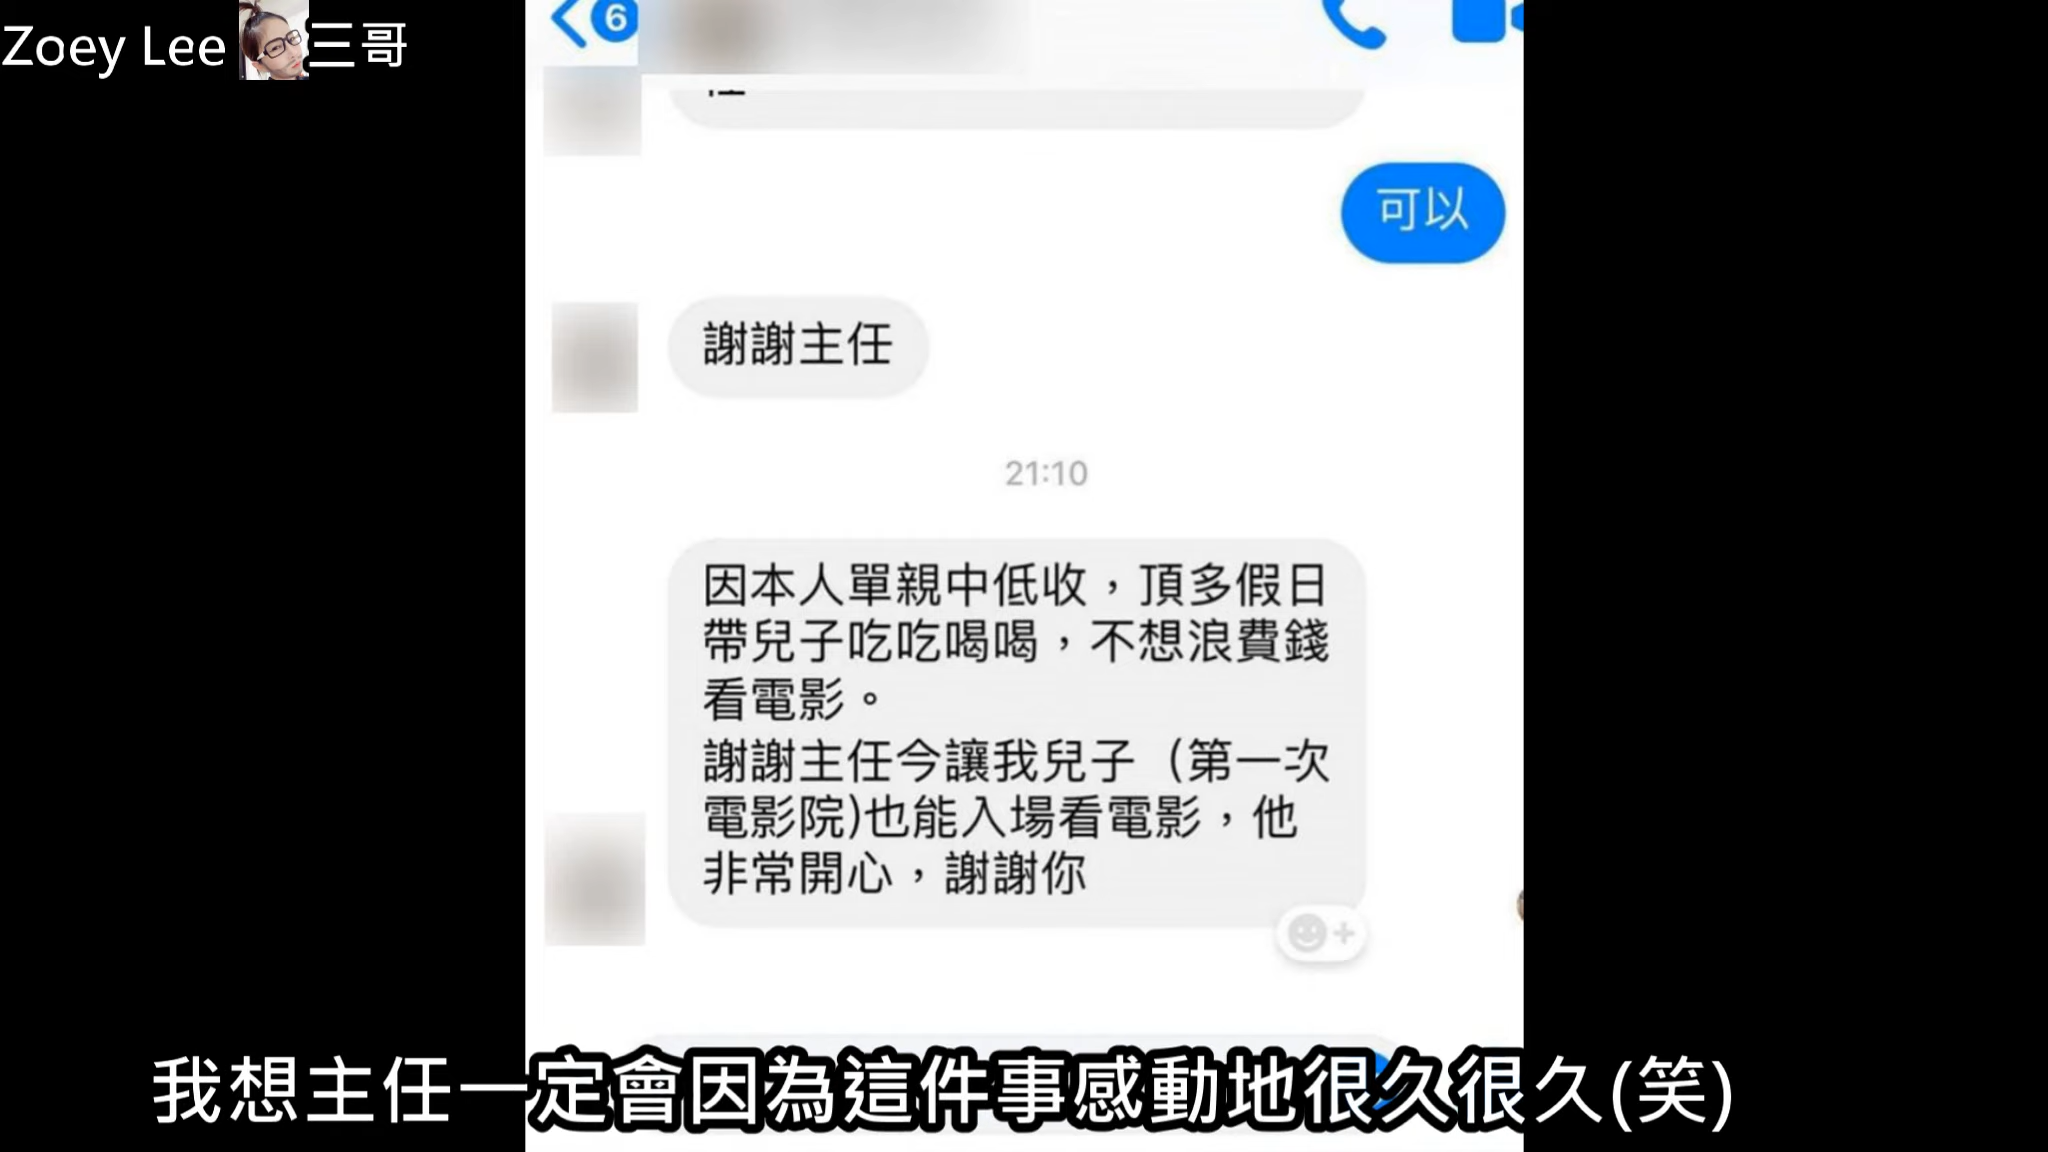 Zoey Lee 三哥
6
可以
謝謝主任
21:10
因本人單親中低收，頂多假日
帶兒子吃吃喝喝，不想浪費錢
看電影。
謝謝主任今讓我兒子（第一次
電影院)也能入場看電影，他
非常開心，謝謝你
我想主任一定會因為這件事感動地很久很久(笑)